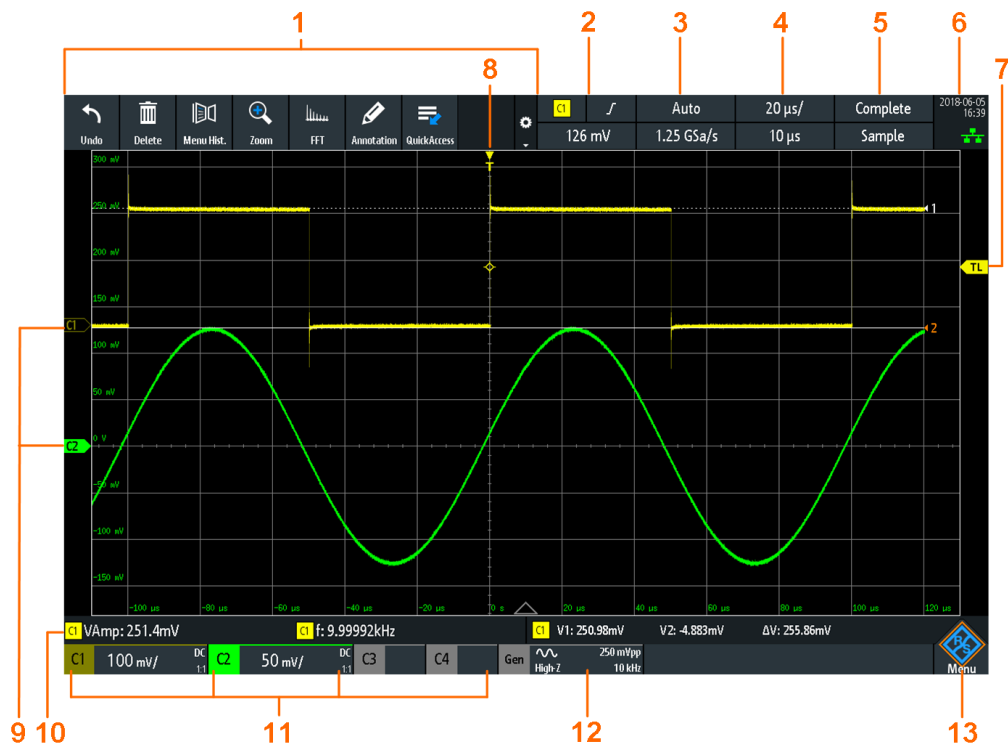 1 2 3 4 5 6
7
8
C1 Auto 20 µs/ Complete 2018-06-05
16:39
126 mV 1.25 GSa/s 10 µs Sample
Undo Delete Menu Hist. Zoom FFT Annotation QuickAccess
T
300 mV
250 mV
1
200 mV
TL
150 mV
C1
2
100 mV
50 mV
C2
0 V
-50 mV
-100 mV
-150 mV
-100 µs -80 µs -60 µs -40 µs -20 µs 0 s 20 µs 40 µs 60 µs 80 µs 100 µs 120 µs
C1 VAmp: 251.4mV C1 f: 9.99992kHz C1 V1: 250.98mV V2: -4.883mV ΔV: 255.86mV
C1 100 mV/ DC 1:1 C2 50 mV/ DC 1:1 C3 C4 Gen High-Z 250 mVpp 10 kHz
R&S
Menu
9 10 11 12 13